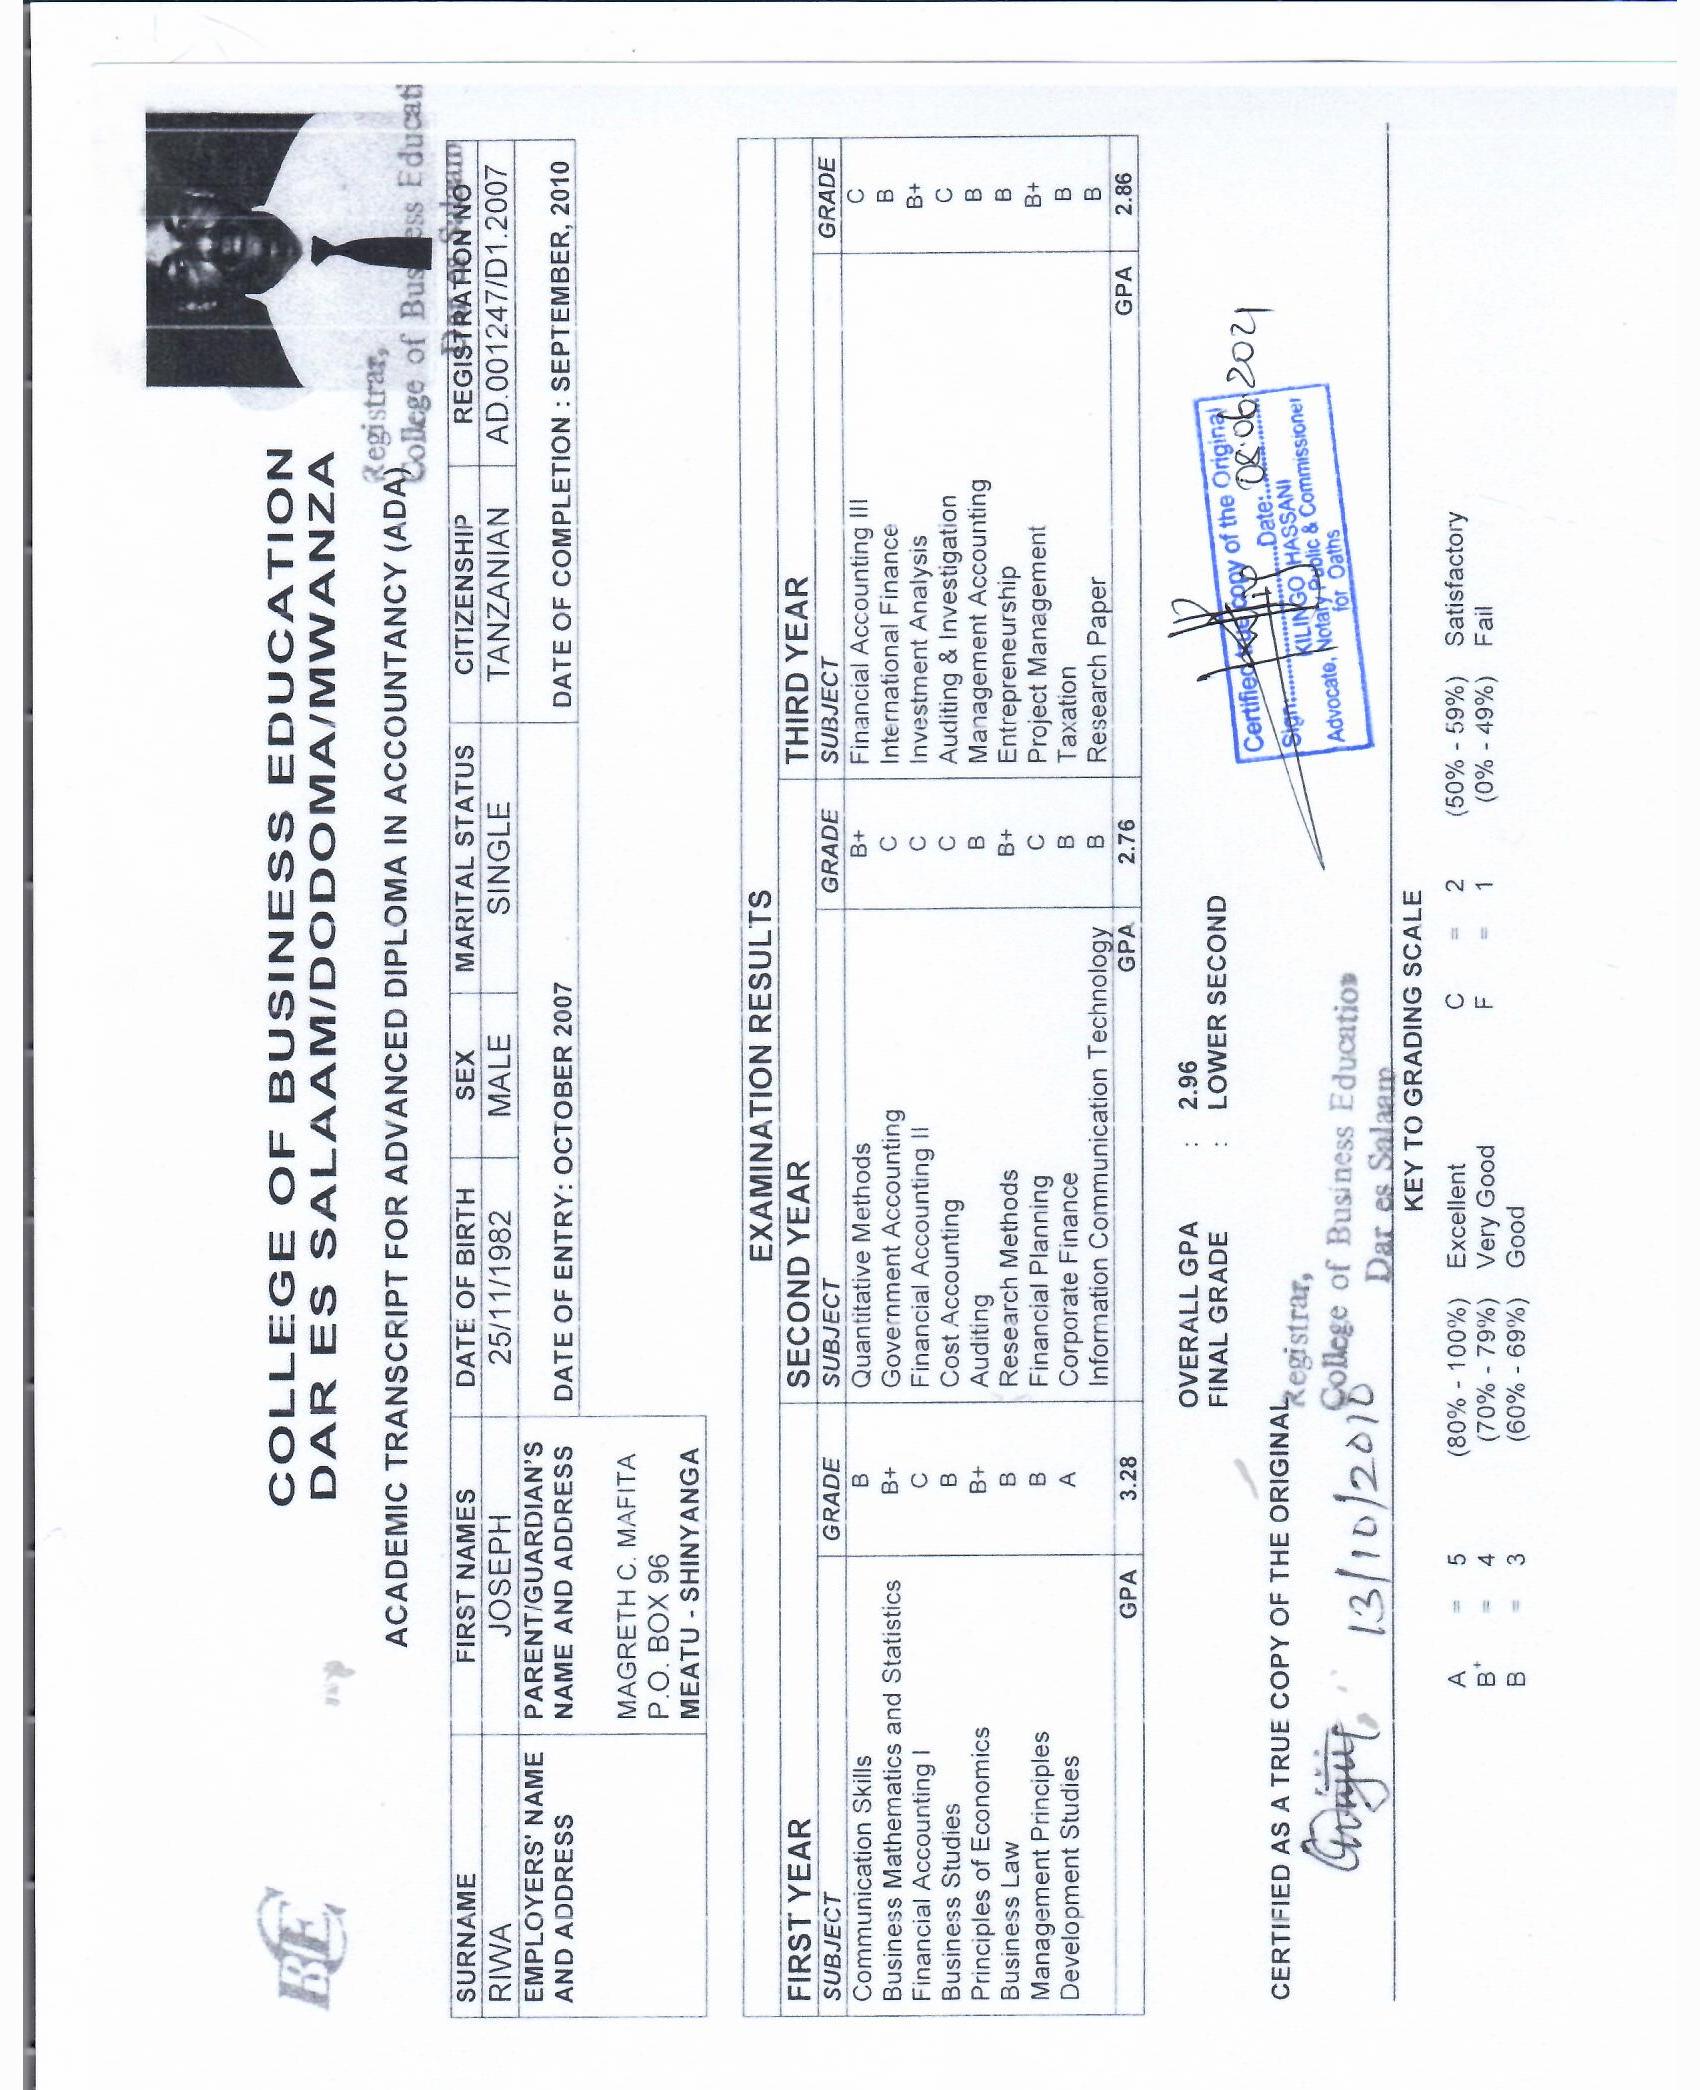 BE
COLLEGE OF BUSINESS EDUCATION
DAR ES SALAAM/DODOMA/MWANZA
ACADEMIC TRANSCRIPT FOR ADVANCED DIPLOMA IN ACCOUNTANCY (ADA)
Registrar,
College of Business Educati
Dar es Salaam
SURNAME FIRST NAMES DATE OF BIRTH SEX MARITAL STATUS CITIZENSHIP REGISTRATION NO
RIWA JOSEPH 25/11/1982 MALE SINGLE TANZANIAN AD.001247/D1.2007
EMPLOYERS' NAME AND ADDRESS
PARENT/GUARDIAN'S NAME AND ADDRESS
DATE OF ENTRY: OCTOBER 2007 DATE OF COMPLETION : SEPTEMBER, 2010
MAGRETH C. MAFITA
P.O. BOX 96
MEATU - SHINYANGA
EXAMINATION RESULTS
FIRST YEAR SECOND YEAR THIRD YEAR
SUBJECT GRADE SUBJECT GRADE SUBJECT GRADE
Communication Skills B Quantitative Methods B+ Financial Accounting III C
Business Mathematics and Statistics B+ Government Accounting C International Finance B
Financial Accounting I C Financial Accounting II C Investment Analysis B+
Business Studies B Cost Accounting C Auditing & Investigation C
Principles of Economics B+ Auditing B Management Accounting B
Business Law B Research Methods B+ Entrepreneurship B
Management Principles B Financial Planning C Project Management B+
Development Studies A Corporate Finance B Taxation B
Information Communication Technology B Research Paper B
GPA 3.28 GPA 2.76 GPA 2.86
OVERALL GPA : 2.96
FINAL GRADE : LOWER SECOND
Certified true copy of the Original
Sign:..............Date:.............. 08.06.2021
KILINGO HASSANI
Advocate, Notary Public & Commissioner
for Oaths
CERTIFIED AS A TRUE COPY OF THE ORIGINAL
Registrar,
College of Business Education
Dar es Salaam
13/10/2010
KEY TO GRADING SCALE
A = 5 (80% - 100%) Excellent C = 2 (50% - 59%) Satisfactory
B+ = 4 (70% - 79%) Very Good F = 1 (0% - 49%) Fail
B = 3 (60% - 69%) Good